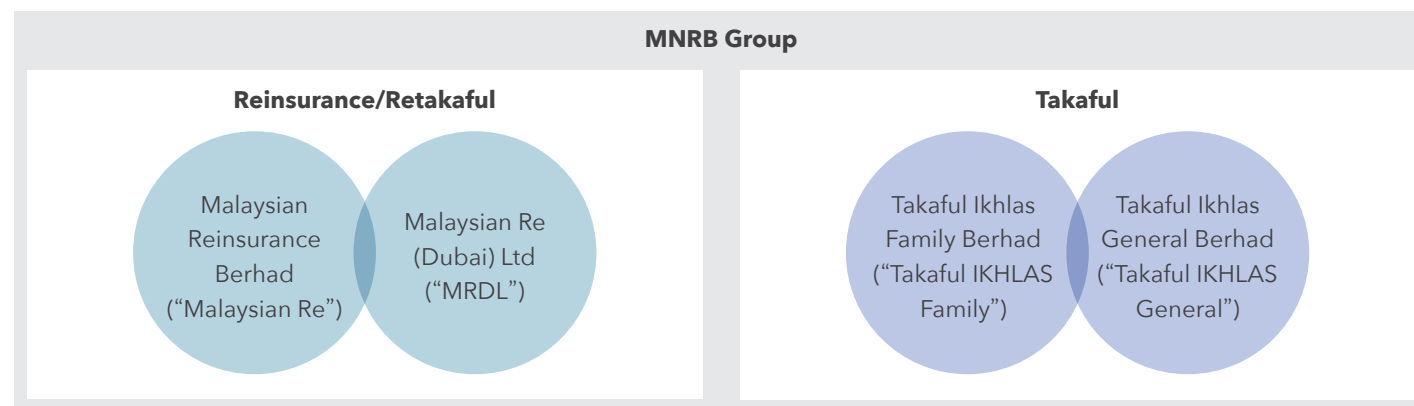 MNRB Group
Reinsurance/Retakaful
Malaysian
Reinsurance
Berhad
(“Malaysian Re”)
Malaysian Re
(Dubai) Ltd
(“MRDL”)
Takaful
Takaful Ikhlas
Family Berhad
(“Takaful IKHLAS
Family”)
Takaful Ikhlas
General Berhad
(“Takaful IKHLAS
General”)